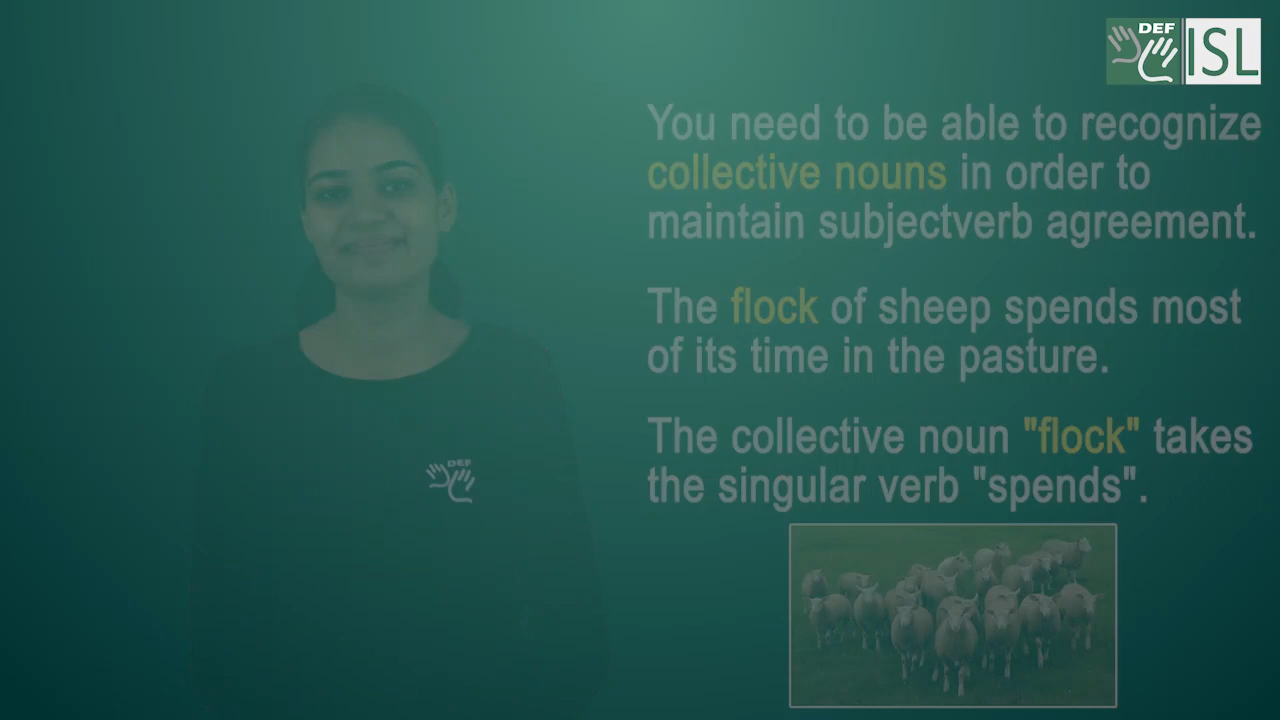 DEF
ISL
You need to be able to recognize
collective nouns in order to
maintain subjectverb agreement.
The flock of sheep spends most
of its time in the pasture.
The collective noun "flock" takes
the singular verb "spends".
DEF